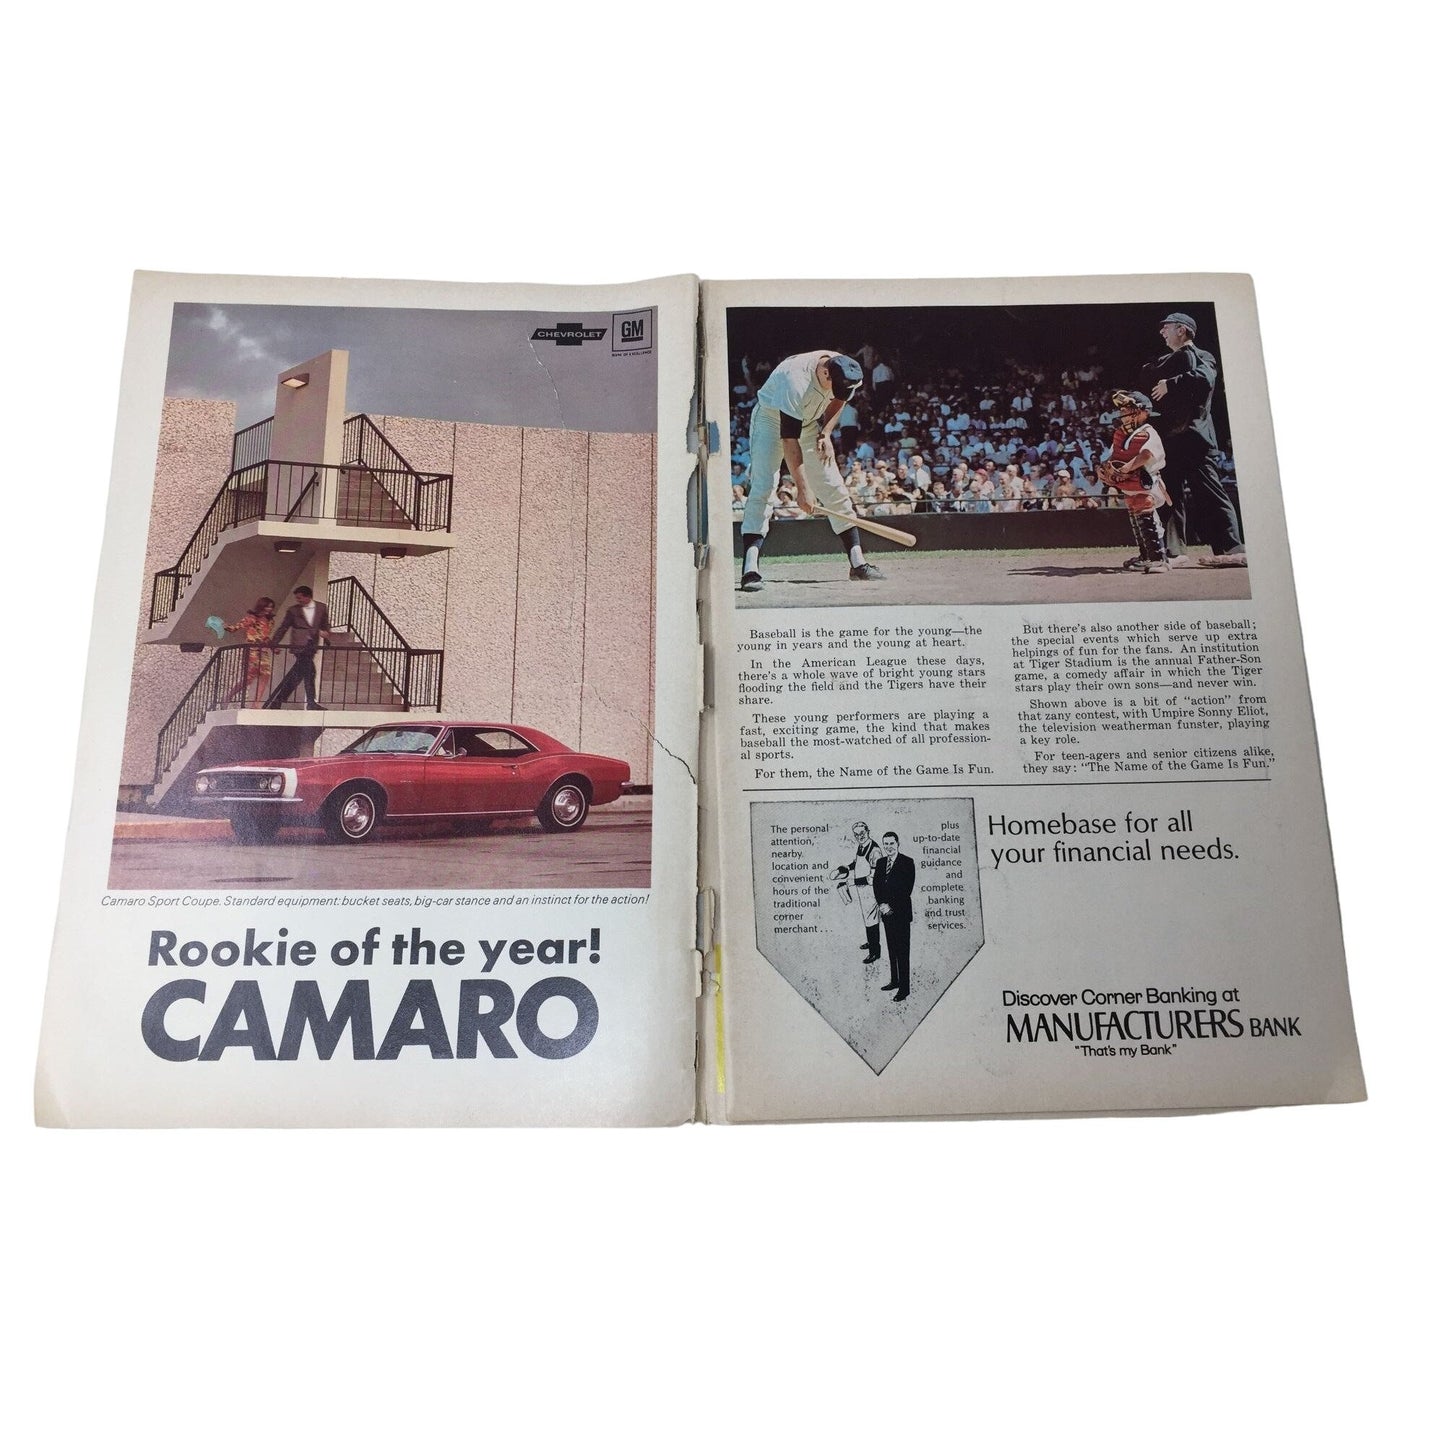 CHEVROLET
GM
MARK OF EXCELLENCE
Camaro Sport Coupe. Standard equipment: bucket seats, big-car stance and an instinct for the action!
Rookie of the year!
CAMARO
Baseball is the game for the young—the
young in years and the young at heart.
In the American League these days,
there's a whole wave of bright young stars
flooding the field and the Tigers have their
share.
These young performers are playing a
fast, exciting game, the kind that makes
baseball the most-watched of all profession-
al sports.
For them, the Name of the Game Is Fun.
But there's also another side of baseball;
the special events which serve up extra
helpings of fun for the fans. An institution
at Tiger Stadium is the annual Father-Son
game, a comedy affair in which the Tiger
stars play their own sons—and never win.
Shown above is a bit of "action" from
that zany contest, with Umpire Sonny Eliot,
the television weatherman funster, playing
a key role.
For teen-agers and senior citizens alike,
they say: "The Name of the Game Is Fun."
The personal
attention,
nearby
location and
convenient
hours of the
traditional
corner
merchant...
plus
up-to-date
financial
guidance
and
complete
banking
and trust
services.
Homebase for all
your financial needs.
Discover Corner Banking at
MANUFACTURERS BANK
"That's my Bank"